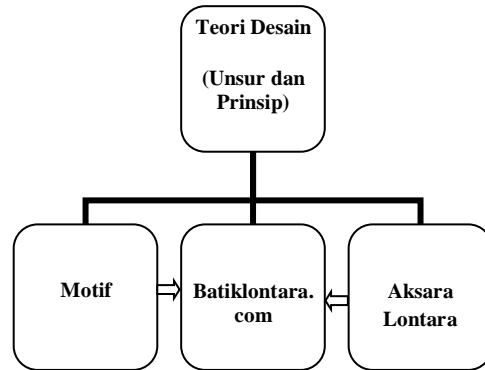 Teori Desain
(Unsur dan
Prinsip)
Motif
Batiklontara.
com
Aksara
Lontara